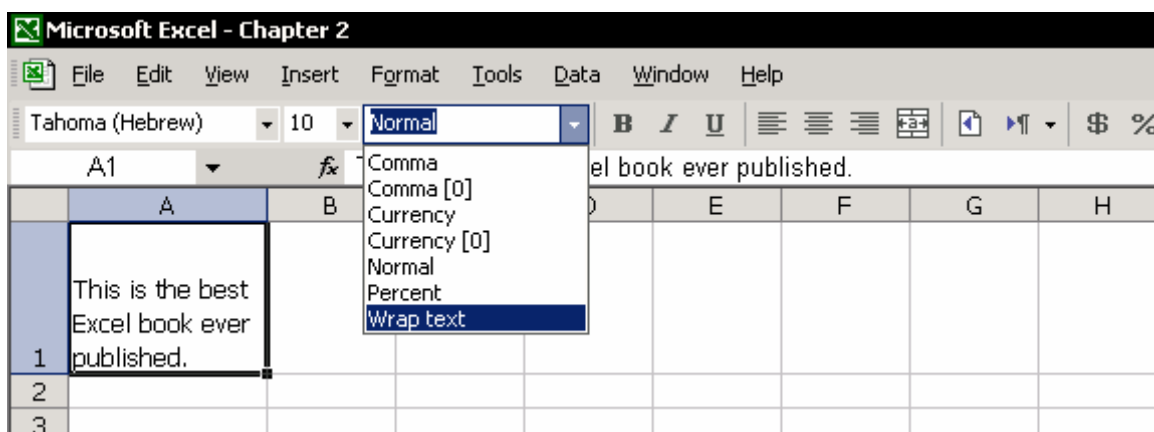 Microsoft Excel - Chapter 2
File Edit View Insert Format Tools Data Window Help
Tahoma (Hebrew) 10 Normal B I U $ %
A1 fx el book ever published.
Comma
Comma [0]
Currency
Currency [0]
Normal
Percent
Wrap text
A B E F G H
This is the best
Excel book ever
published.
1
2
3